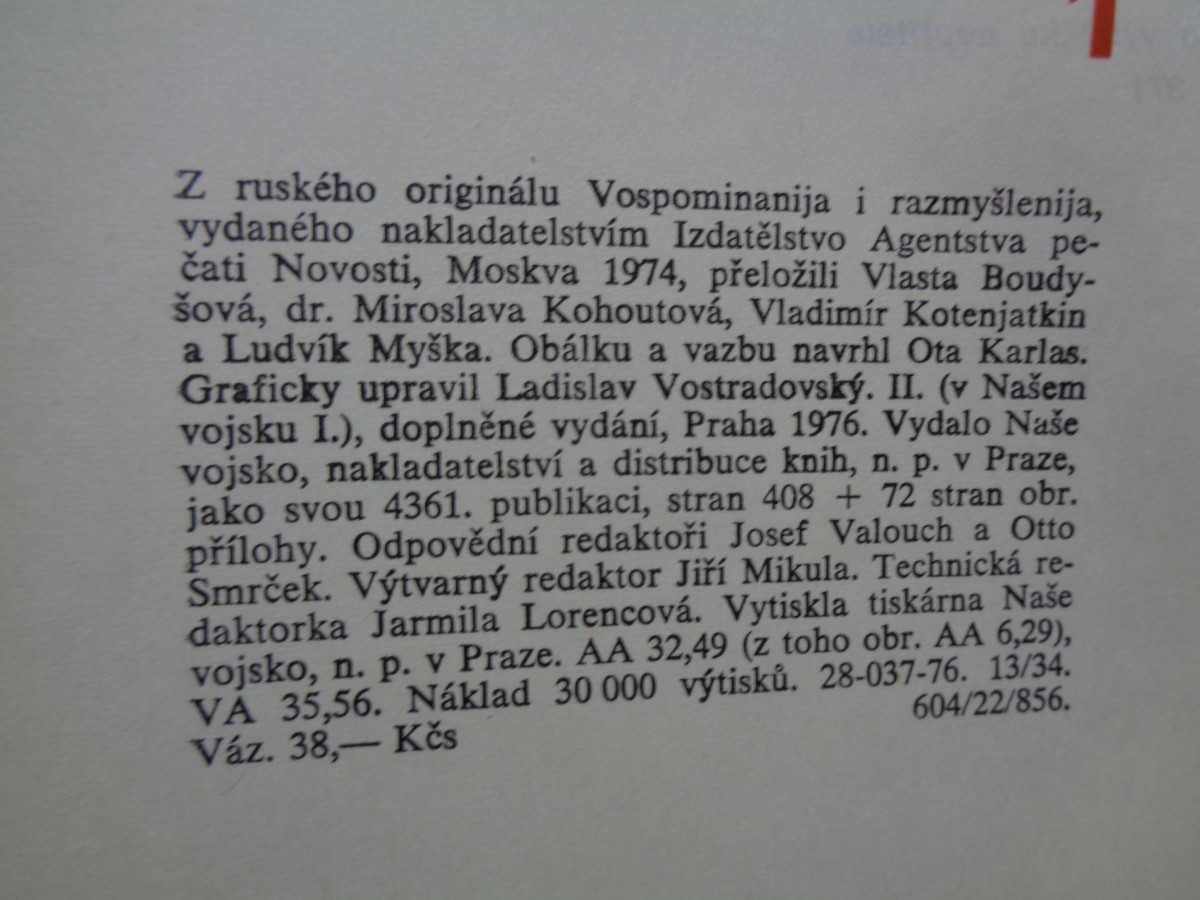 1
Z ruského originálu Vospominanija i razmyšlenija,
vydaného nakladatelstvím Izdatělstvo Agentstva pe-
čati Novosti, Moskva 1974, přeložili Vlasta Boudy-
šová, dr. Miroslava Kohoutová, Vladimír Kotenjatkin
a Ludvík Myška. Obálku a vazbu navrhl Ota Karlas.
Graficky upravil Ladislav Vostradovský. II. (v Našem
vojsku I.), doplněné vydání, Praha 1976. Vydalo Naše
vojsko, nakladatelství a distribuce knih, n. p. v Praze,
jako svou 4361. publikaci, stran 408 + 72 stran obr.
přílohy. Odpovědní redaktoři Josef Valouch a Otto
Smrček. Výtvarný redaktor Jiří Mikula. Technická re-
daktorka Jarmila Lorencová. Vytiskla tiskárna Naše
vojsko, n. p. v Praze. AA 32,49 (z toho obr. AA 6,29),
VA 35,56. Náklad 30 000 výtisků. 28-037-76. 13/34.
604/22/856.
Váz. 38,— Kčs